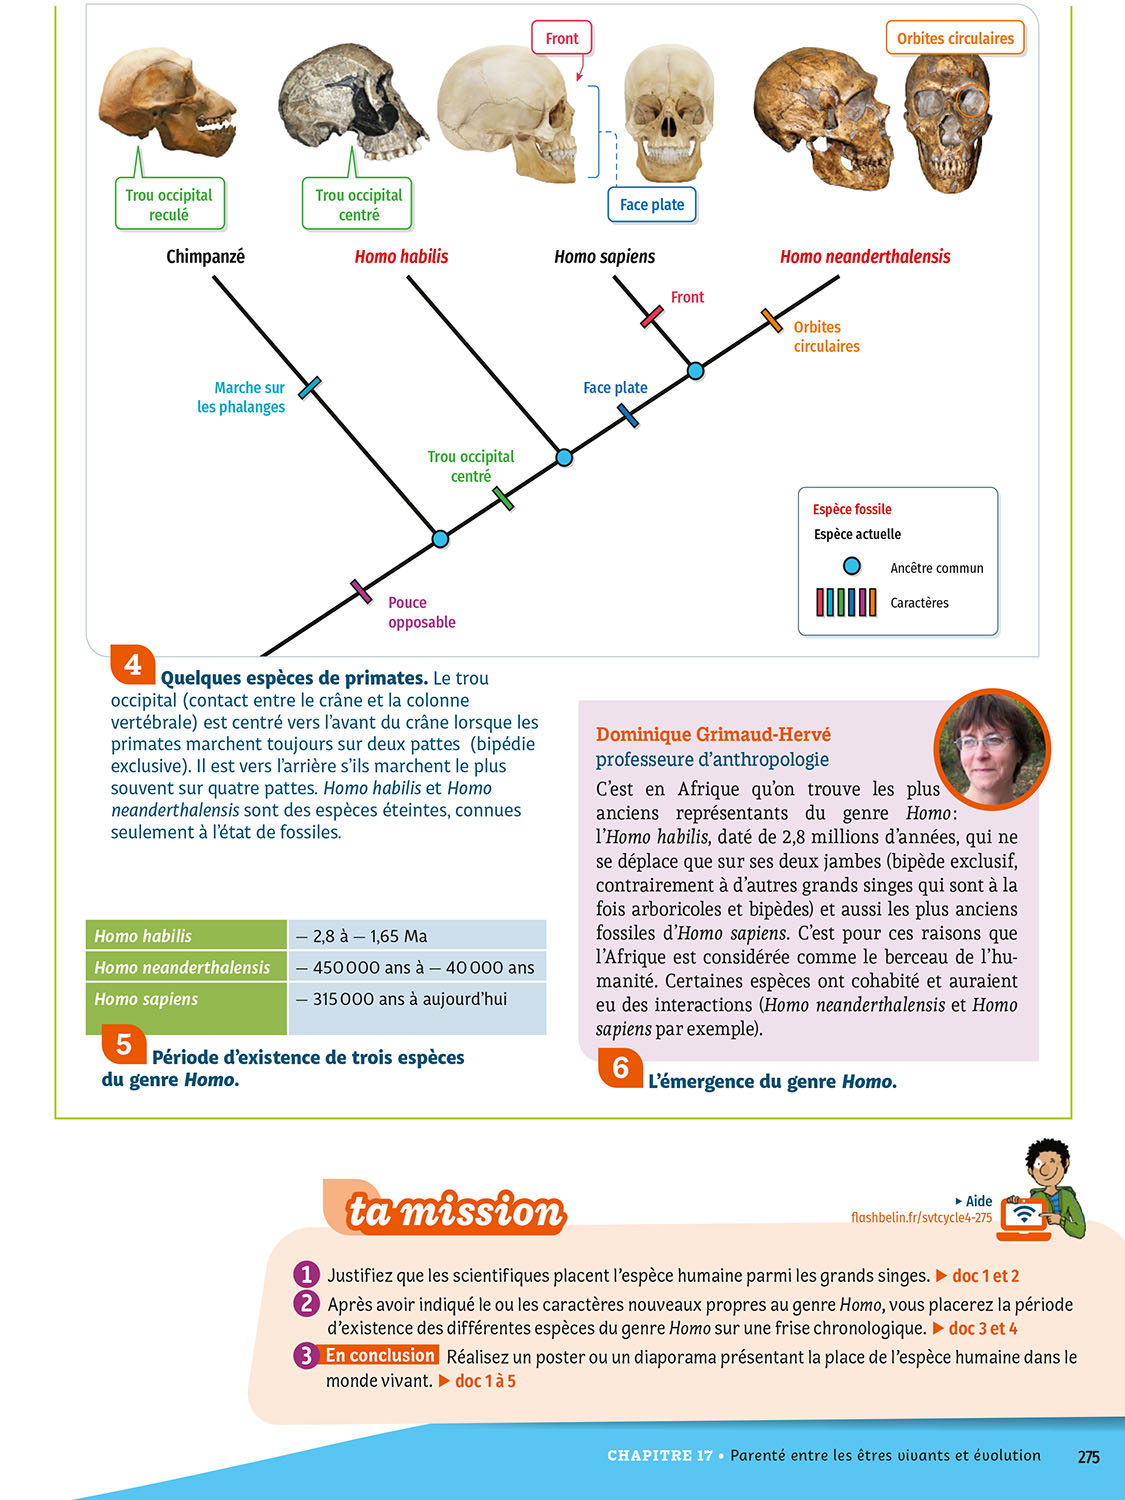 Front
Orbites circulaires
Trou occipital
reculé
Trou occipital
centré
Face plate
Chimpanzé
Homo habilis
Homo sapiens
Homo neanderthalensis
Front
Orbites
circulaires
Marche sur
les phalanges
Face plate
Trou occipital
centré
Pouce
opposable
Espèce fossile
Espèce actuelle
Ancêtre commun
Caractères
4 Quelques espèces de primates. Le trou
occipital (contact entre le crâne et la colonne
vertébrale) est centré vers l'avant du crâne lorsque les
primates marchent toujours sur deux pattes (bipédie
exclusive). Il est vers l'arrière s'ils marchent le plus
souvent sur quatre pattes. Homo habilis et Homo
neanderthalensis sont des espèces éteintes, connues
seulement à l'état de fossiles.
Homo habilis — 2,8 à — 1,65 Ma
Homo neanderthalensis — 450 000 ans à — 40 000 ans
Homo sapiens — 315 000 ans à aujourd'hui
5 Période d'existence de trois espèces
du genre Homo.
Dominique Grimaud-Hervé
professeure d'anthropologie
C'est en Afrique qu'on trouve les plus
anciens représentants du genre Homo :
l'Homo habilis, daté de 2,8 millions d'années, qui ne
se déplace que sur ses deux jambes (bipède exclusif,
contrairement à d'autres grands singes qui sont à la
fois arboricoles et bipèdes) et aussi les plus anciens
fossiles d'Homo sapiens. C'est pour ces raisons que
l'Afrique est considérée comme le berceau de l'hu-
manité. Certaines espèces ont cohabité et auraient
eu des interactions (Homo neanderthalensis et Homo
sapiens par exemple).
6 L'émergence du genre Homo.
ta mission
▸ Aide
flashbelin.fr/svtcycle4-275
1 Justifiez que les scientifiques placent l'espèce humaine parmi les grands singes. ▶ doc 1 et 2
2 Après avoir indiqué le ou les caractères nouveaux propres au genre Homo, vous placerez la période
d'existence des différentes espèces du genre Homo sur une frise chronologique. ▶ doc 3 et 4
3 En conclusion Réalisez un poster ou un diaporama présentant la place de l'espèce humaine dans le
monde vivant. ▶ doc 1 à 5
CHAPITRE 17 • Parenté entre les êtres vivants et évolution 275